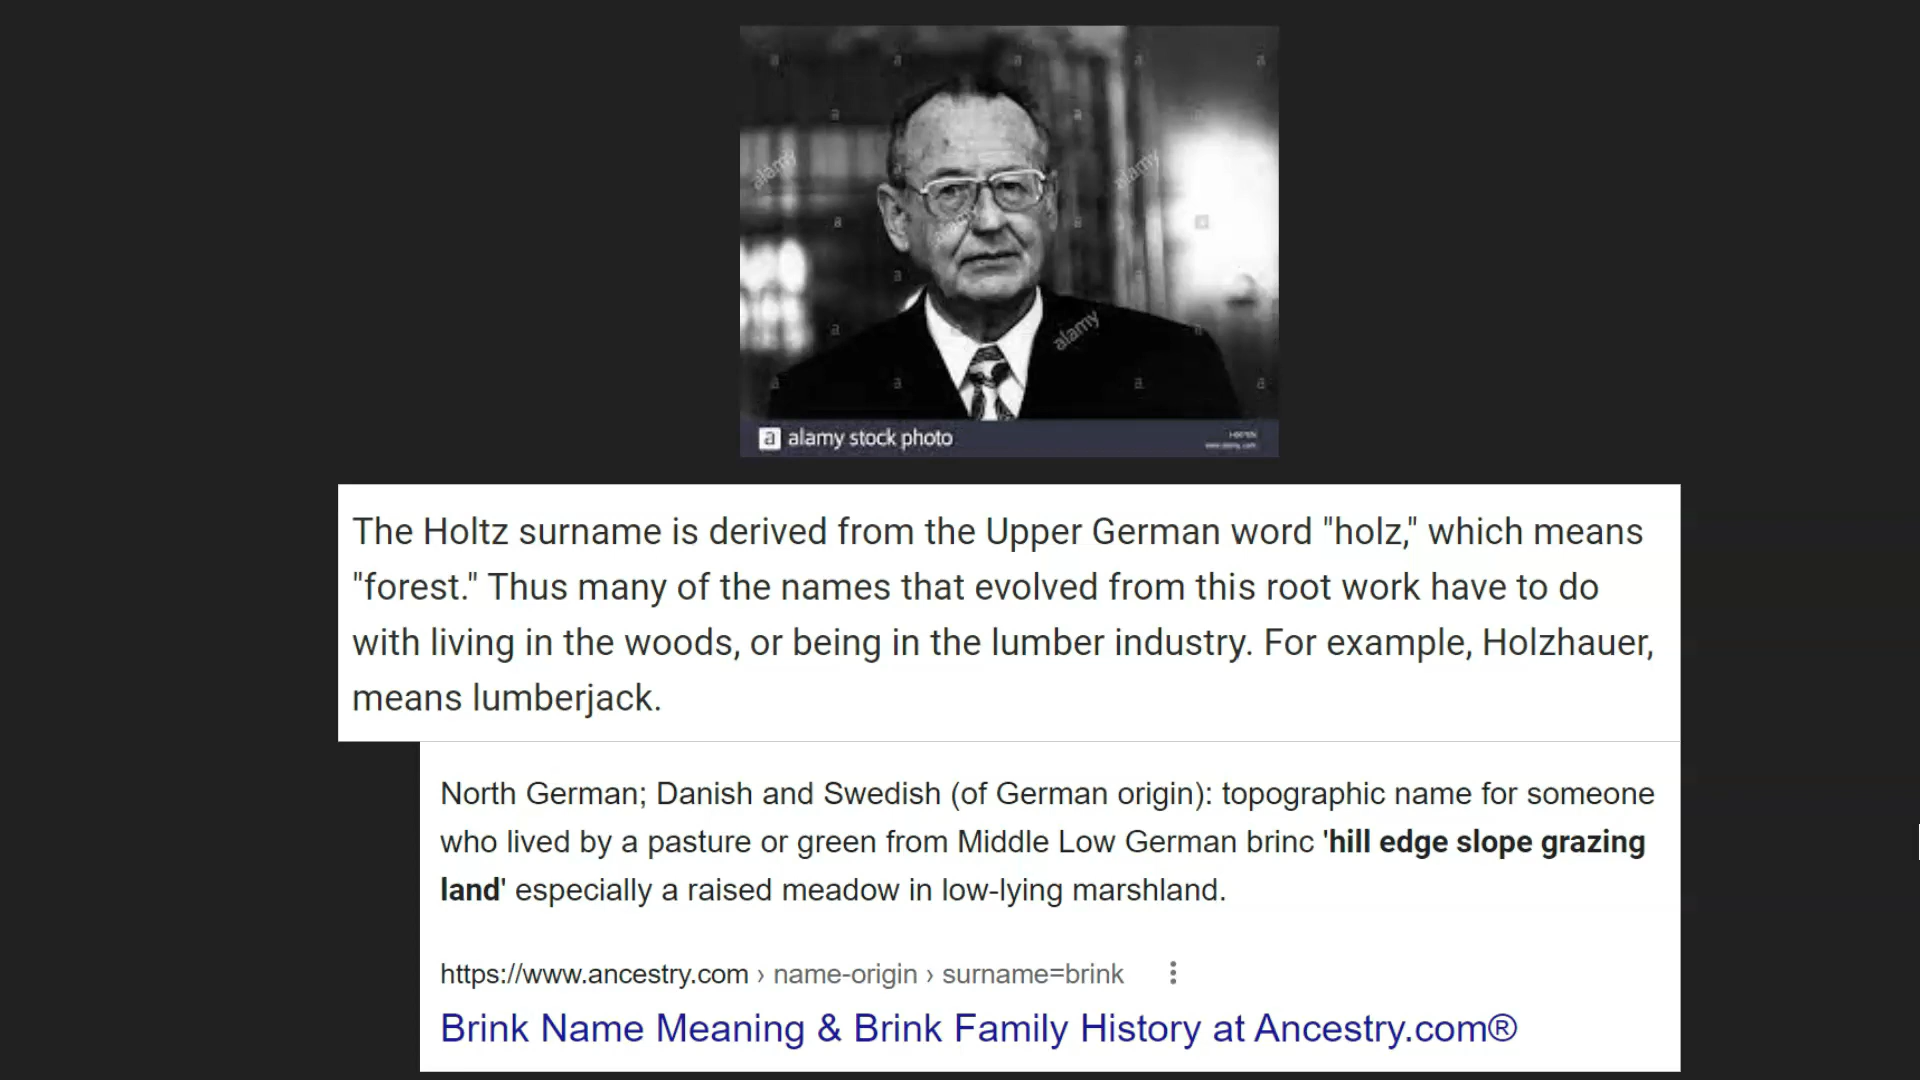 alamy
alamy
alamy
alamy
a alamy stock photo
The Holtz surname is derived from the Upper German word "holz," which means
"forest." Thus many of the names that evolved from this root work have to do
with living in the woods, or being in the lumber industry. For example, Holzhauer,
means lumberjack.
North German; Danish and Swedish (of German origin): topographic name for someone
who lived by a pasture or green from Middle Low German brinc 'hill edge slope grazing
land' especially a raised meadow in low-lying marshland.
https://www.ancestry.com › name-origin › surname=brink
Brink Name Meaning & Brink Family History at Ancestry.com®